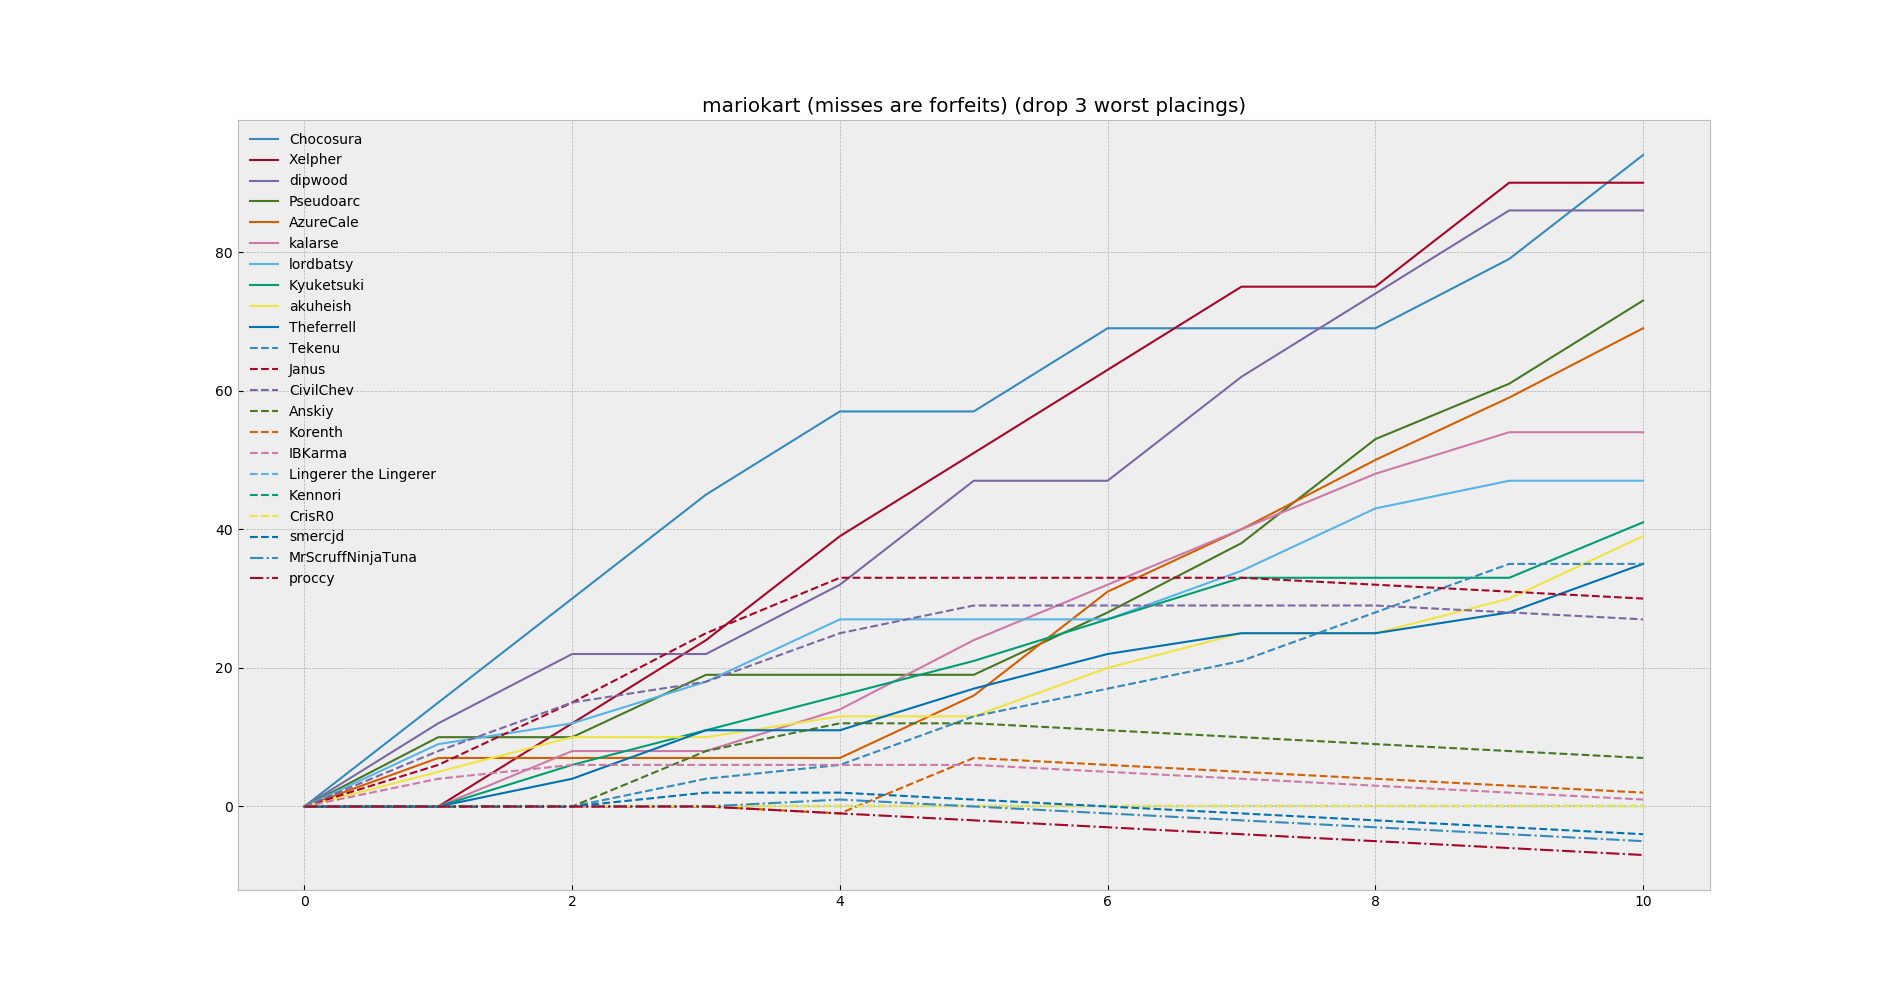 mariokart (misses are forfeits) (drop 3 worst placings)
Chocosura
Xelpher
dipwood
Pseudoarc
AzureCale
kalarse
lordbatsy
Kyuketsuki
akuheish
Theferrell
Tekenu
Janus
CivilChev
Anskiy
Korenth
IBKarma
Lingerer the Lingerer
Kennori
CrisR0
smercjd
MrScruffNinjaTuna
proccy
80
60
40
20
0
0 2 4 6 8 10